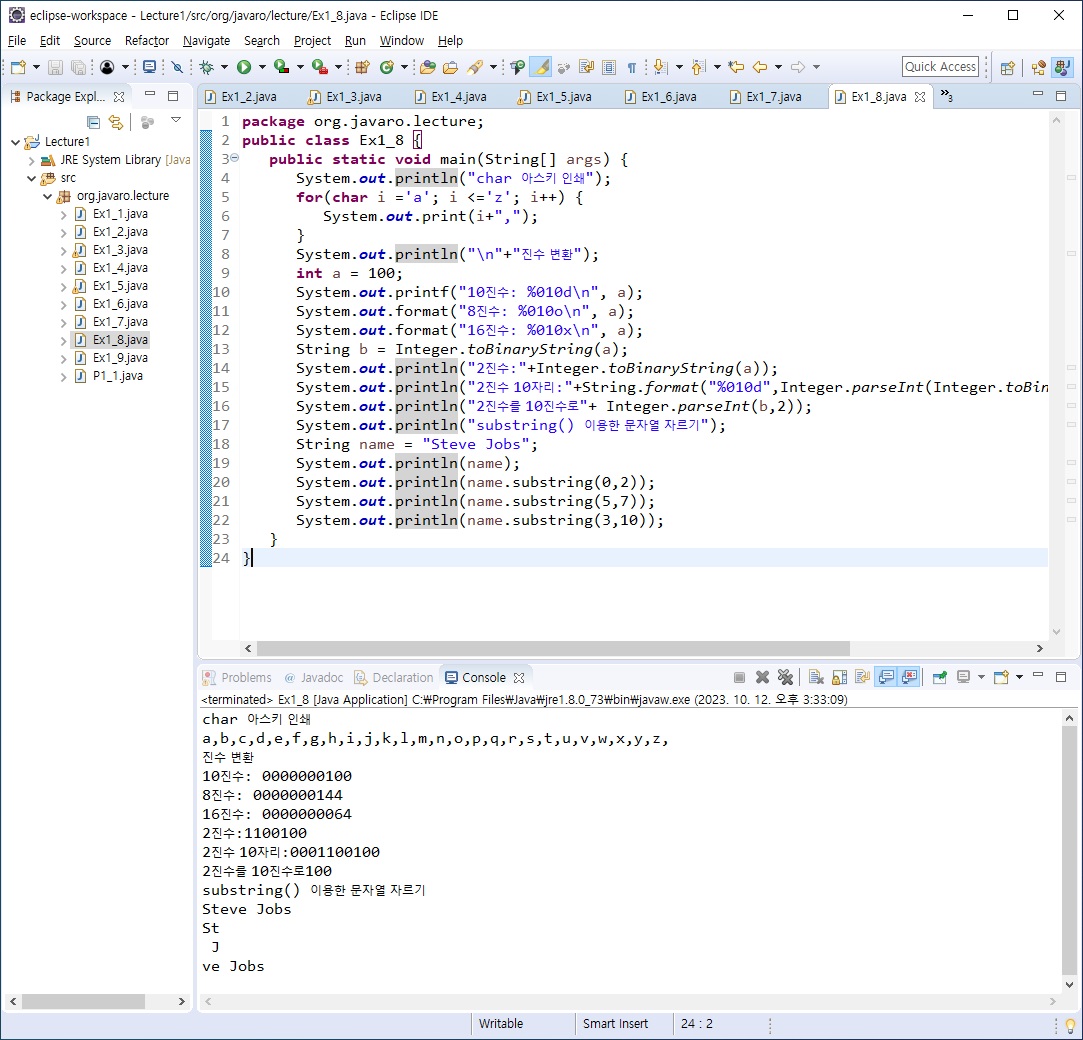 eclipse-workspace - Lecture1/src/org/javaro/lecture/Ex1_8.java - Eclipse IDE
File Edit Source Refactor Navigate Search Project Run Window Help
Quick Access
Package Expl...
Lecture1
JRE System Library [Java
src
org.javaro.lecture
Ex1_1.java
Ex1_2.java
Ex1_3.java
Ex1_4.java
Ex1_5.java
Ex1_6.java
Ex1_7.java
Ex1_8.java
Ex1_9.java
P1_1.java
Ex1_2.java Ex1_3.java Ex1_4.java Ex1_5.java Ex1_6.java Ex1_7.java Ex1_8.java »3
1 package org.javaro.lecture;
2 public class Ex1_8 {
3 public static void main(String[] args) {
4 System.out.println("char 아스키 인쇄");
5 for(char i ='a'; i <='z'; i++) {
6 System.out.print(i+",");
7 }
8 System.out.println("\n"+"진수 변환");
9 int a = 100;
10 System.out.printf("10진수: %010d\n", a);
11 System.out.format("8진수: %010o\n", a);
12 System.out.format("16진수: %010x\n", a);
13 String b = Integer.toBinaryString(a);
14 System.out.println("2진수:"+Integer.toBinaryString(a));
15 System.out.println("2진수 10자리:"+String.format("%010d",Integer.parseInt(Integer.toBin
16 System.out.println("2진수를 10진수로"+ Integer.parseInt(b,2));
17 System.out.println("substring() 이용한 문자열 자르기");
18 String name = "Steve Jobs";
19 System.out.println(name);
20 System.out.println(name.substring(0,2));
21 System.out.println(name.substring(5,7));
22 System.out.println(name.substring(3,10));
23 }
24 }
Problems @ Javadoc Declaration Console
<terminated> Ex1_8 [Java Application] C:₩Program Files₩Java₩jre1.8.0_73₩bin₩javaw.exe (2023. 10. 12. 오후 3:33:09)
char 아스키 인쇄
a,b,c,d,e,f,g,h,i,j,k,l,m,n,o,p,q,r,s,t,u,v,w,x,y,z,
진수 변환
10진수: 0000000100
8진수: 0000000144
16진수: 0000000064
2진수:1100100
2진수 10자리:0001100100
2진수를 10진수로100
substring() 이용한 문자열 자르기
Steve Jobs
St
J
ve Jobs
Writable Smart Insert 24 : 2